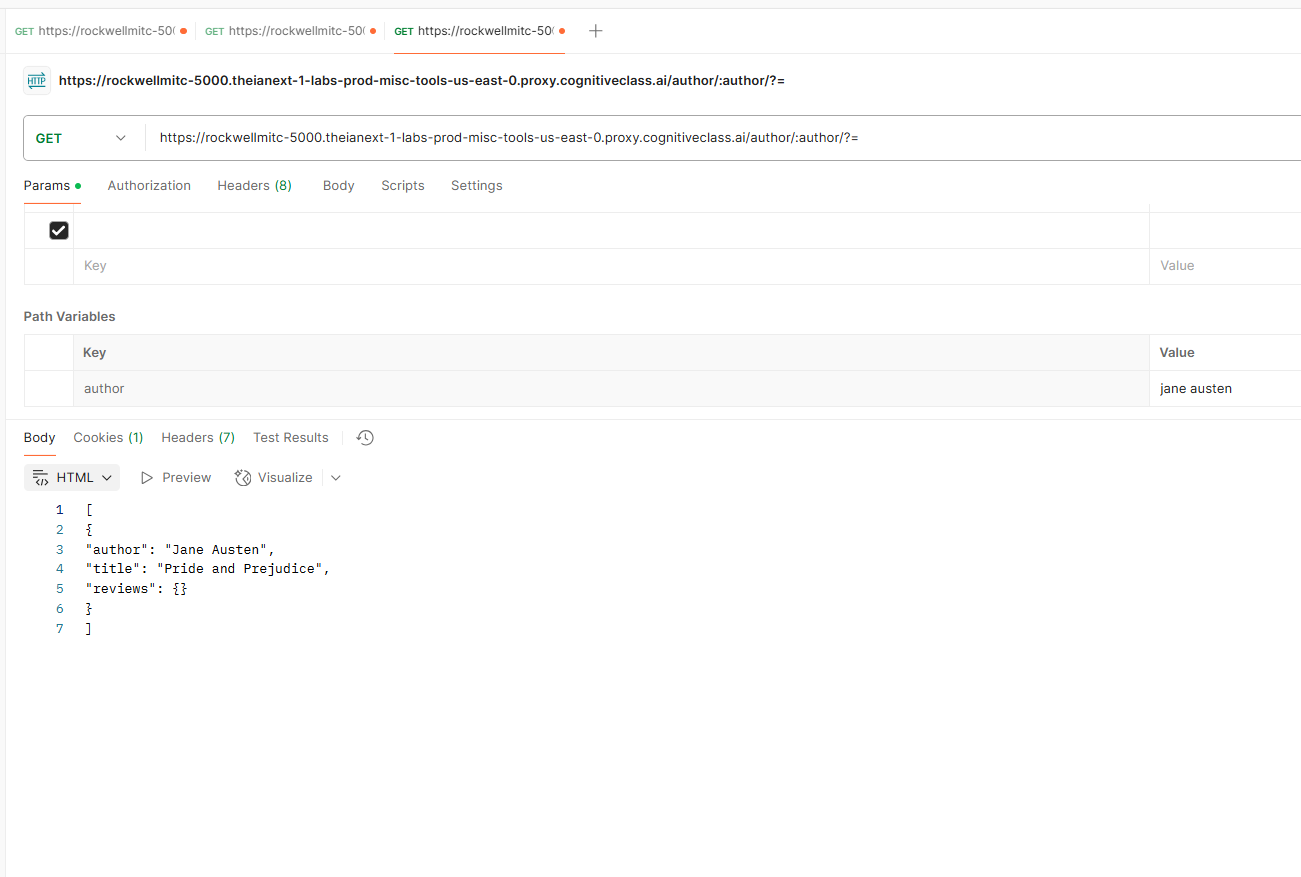 GET https://rockwellmitc-50 GET https://rockwellmitc-50 GET https://rockwellmitc-50 +
HTTP https://rockwellmitc-5000.theianext-1-labs-prod-misc-tools-us-east-0.proxy.cognitiveclass.ai/author/:author/?=
GET https://rockwellmitc-5000.theianext-1-labs-prod-misc-tools-us-east-0.proxy.cognitiveclass.ai/author/:author/?=
Params Authorization Headers (8) Body Scripts Settings
Key Value
Path Variables
Key Value
author jane austen
Body Cookies (1) Headers (7) Test Results
HTML Preview Visualize
1 [
2 {
3 "author": "Jane Austen",
4 "title": "Pride and Prejudice",
5 "reviews": {}
6 }
7 ]